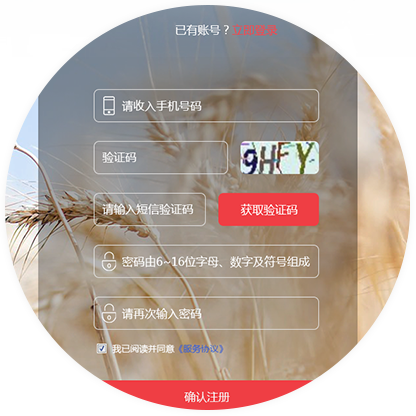 已有账号？立即登录
请收入手机号码
验证码
9HFY
请输入短信验证码
获取验证码
密码由6~16位字母、数字及符号组成
请再次输入密码
我已阅读并同意《服务协议》
确认注册